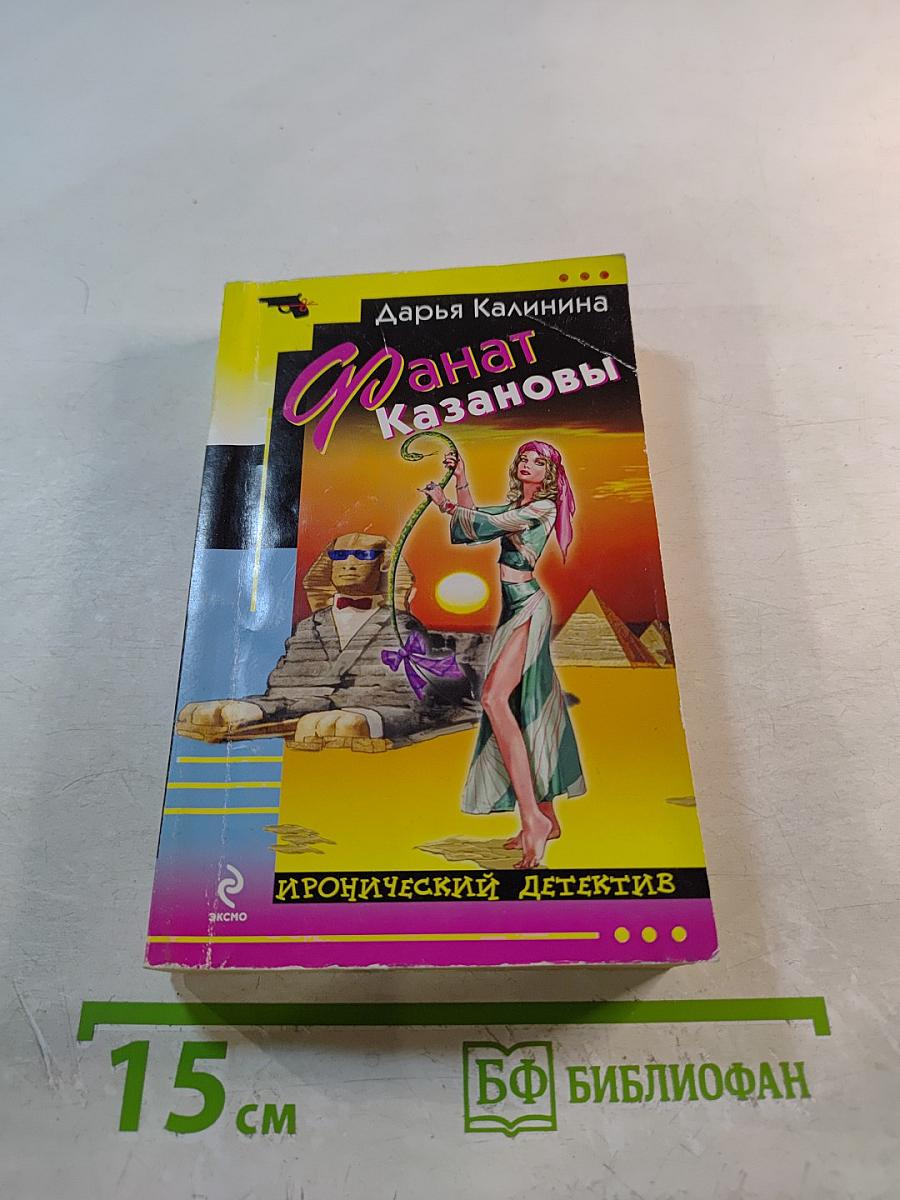 Дарья Калинина
Фанат
Казановы
ИРОНИЧЕСКИЙ ДЕТЕКТИВ
ЭКСМО
15 см
БФ БИБЛИОФАН